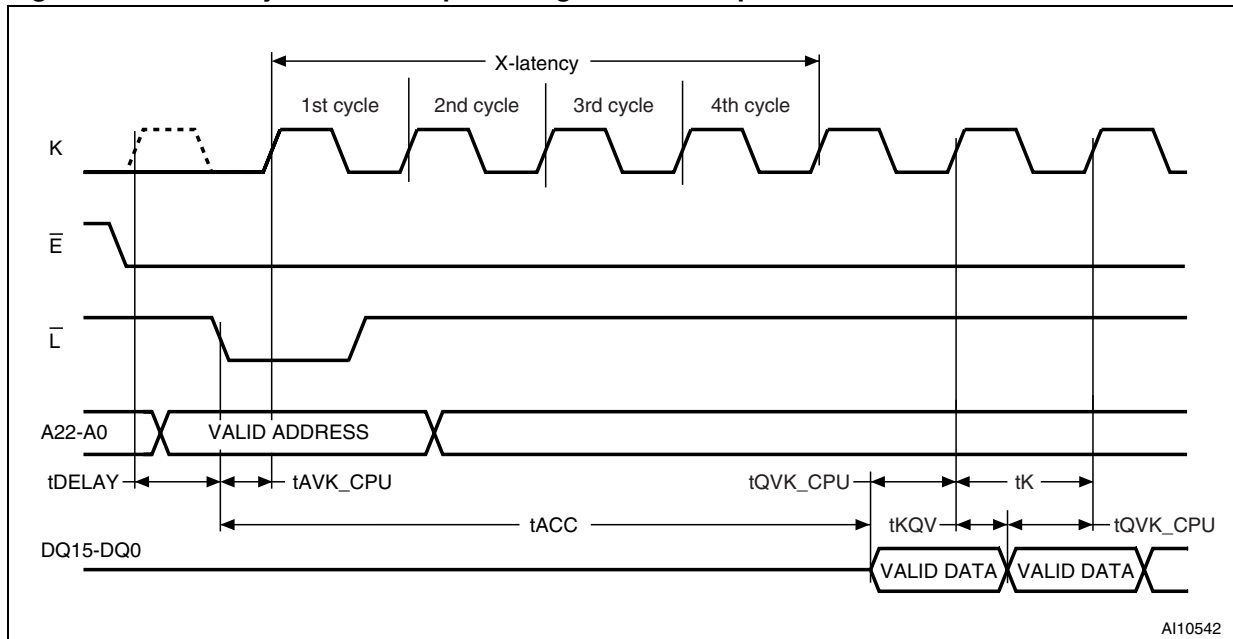 X-latency
1st cycle
2nd cycle
3rd cycle
4th cycle
K
E
L
A22-A0
VALID ADDRESS
tDELAY
tAVK_CPU
tQVK_CPU
tK
tACC
tKQV
tQVK_CPU
DQ15-DQ0
VALID DATA
VALID DATA
AI10542